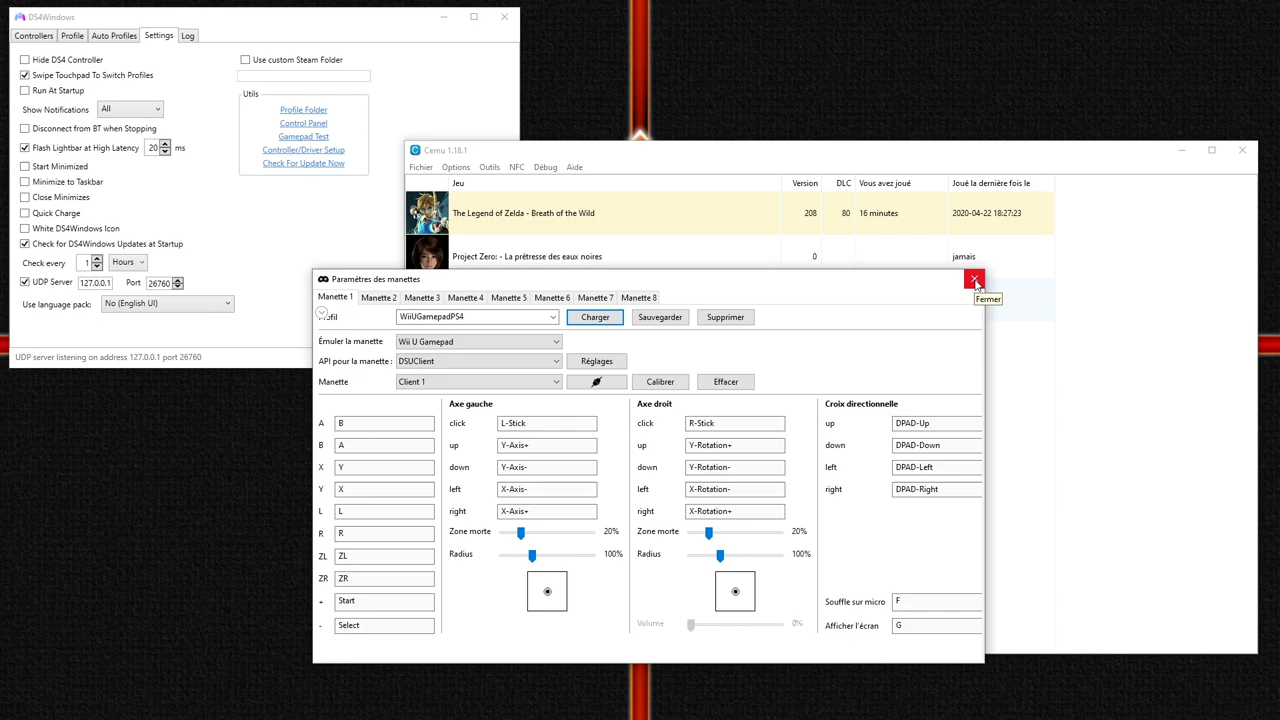 DS4Windows
Controllers Profile Auto Profiles Settings Log
Hide DS4 Controller
Swipe Touchpad To Switch Profiles
Run At Startup
Show Notifications All
Disconnect from BT when Stopping
Flash Lightbar at High Latency 20 ms
Start Minimized
Minimize to Taskbar
Close Minimizes
Quick Charge
White DS4Windows Icon
Check for DS4Windows Updates at Startup
Check every 1 Hours
UDP Server 127.0.0.1 Port 26760
Use language pack: No (English UI)
UDP server listening on address 127.0.0.1 port 26760
Use custom Steam Folder
Utils
Profile Folder
Control Panel
Gamepad Test
Controller/Driver Setup
Check For Update Now
Cemu 1.18.1
Fichier Options Outils NFC Débug Aide
Jeu Version DLC Vous avez joué Joué la dernière fois le
The Legend of Zelda - Breath of the Wild 208 80 16 minutes 2020-04-22 18:27:23
Project Zero: - La prêtresse des eaux noires 0 jamais
Paramètres des manettes
Fermer
Manette 1 Manette 2 Manette 3 Manette 4 Manette 5 Manette 6 Manette 7 Manette 8
WiiUGamepadPS4 Charger Sauvegarder Supprimer
Émuler la manette Wii U Gamepad
API pour la manette : DSUClient Réglages
Manette Client 1 Calibrer Effacer
A B
B A
X Y
Y X
L L
R R
ZL ZL
ZR ZR
+ Start
- Select
Axe gauche
click L-Stick
up Y-Axis+
down Y-Axis-
left X-Axis-
right X-Axis+
Zone morte 20%
Radius 100%
Axe droit
click R-Stick
up Y-Rotation+
down Y-Rotation-
left X-Rotation-
right X-Rotation+
Zone morte 20%
Radius 100%
Volume 0%
Croix directionnelle
up DPAD-Up
down DPAD-Down
left DPAD-Left
right DPAD-Right
Souffle sur micro F
Afficher l'écran G